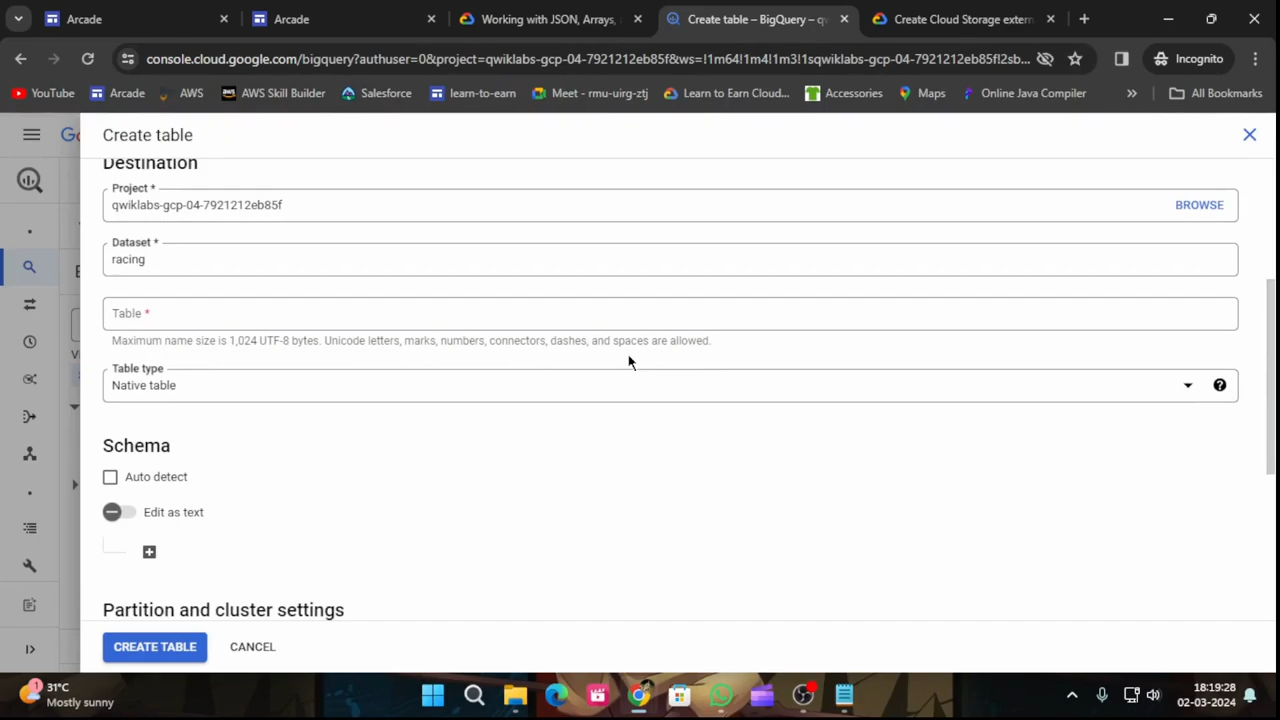 Arcade
Arcade
Working with JSON, Arrays,
Create table – BigQuery – qw
Create Cloud Storage extern
console.cloud.google.com/bigquery?authuser=0&project=qwiklabs-gcp-04-7921212eb85f&ws=!1m64!1m4!1m3!1sqwiklabs-gcp-04-7921212eb85f!2sb...
Incognito
YouTube
Arcade
AWS
AWS Skill Builder
Salesforce
learn-to-earn
Meet - rmu-uirg-ztj
Learn to Earn Cloud...
Accessories
Maps
Online Java Compiler
All Bookmarks
Create table
Destination
Project *
qwiklabs-gcp-04-7921212eb85f
BROWSE
Dataset *
racing
Table *
Maximum name size is 1,024 UTF-8 bytes. Unicode letters, marks, numbers, connectors, dashes, and spaces are allowed.
Table type
Native table
Schema
Auto detect
Edit as text
Partition and cluster settings
CREATE TABLE
CANCEL
1
31°C
Mostly sunny
18:19:28
02-03-2024